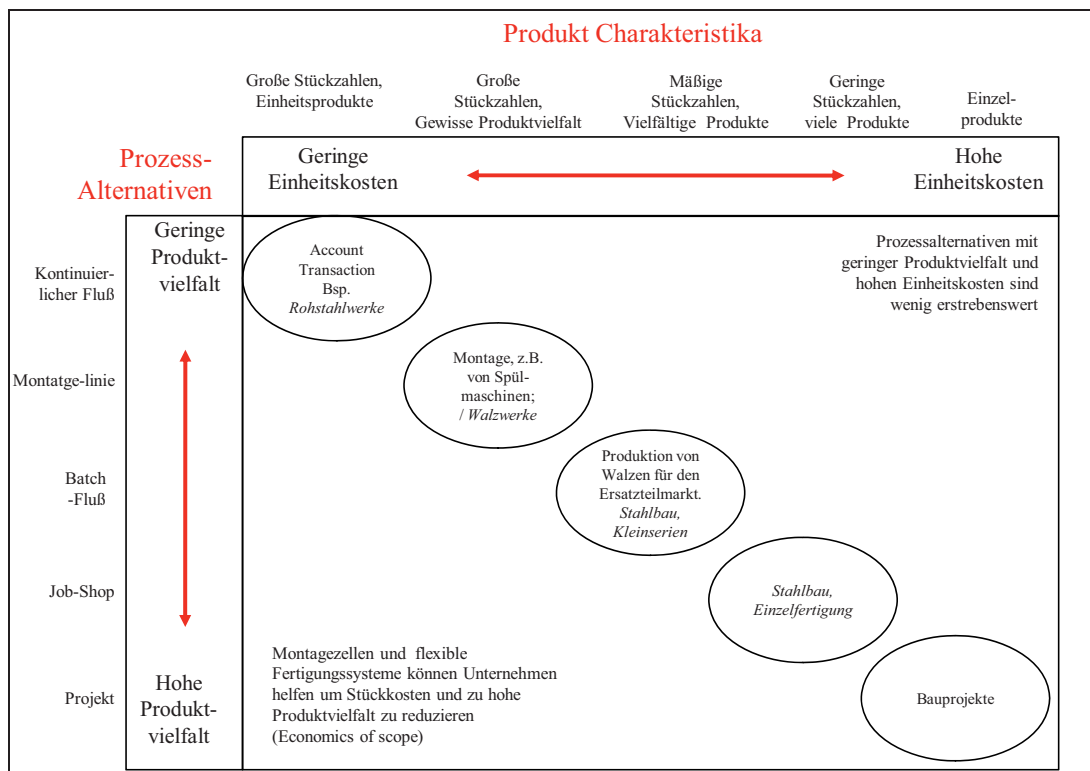 Produkt Charakteristika
Große Stückzahlen,
Einheitsprodukte
Große
Stückzahlen,
Gewisse Produktvielfalt
Mäßige
Stückzahlen,
Vielfältige Produkte
Geringe
Stückzahlen,
viele Produkte
Einzel-
produkte
Prozess-
Alternativen
Geringe
Einheitskosten
Hohe
Einheitskosten
Geringe
Produkt-
vielfalt
Kontinuier-
licher Fluß
Account
Transaction
Bsp.
Rohstahlwerke
Prozessalternativen mit
geringer Produktvielfalt und
hohen Einheitskosten sind
wenig erstrebenswert
Montatge-linie
Montage, z.B.
von Spül-
maschinen;
/ Walzwerke
Batch
-Fluß
Produktion von
Walzen für den
Ersatzteilmarkt.
Stahlbau,
Kleinserien
Job-Shop
Stahlbau,
Einzelfertigung
Projekt
Hohe
Produkt-
vielfalt
Montagezellen und flexible
Fertigungssysteme können Unternehmen
helfen um Stückkosten und zu hohe
Produktvielfalt zu reduzieren
(Economics of scope)
Bauprojekte